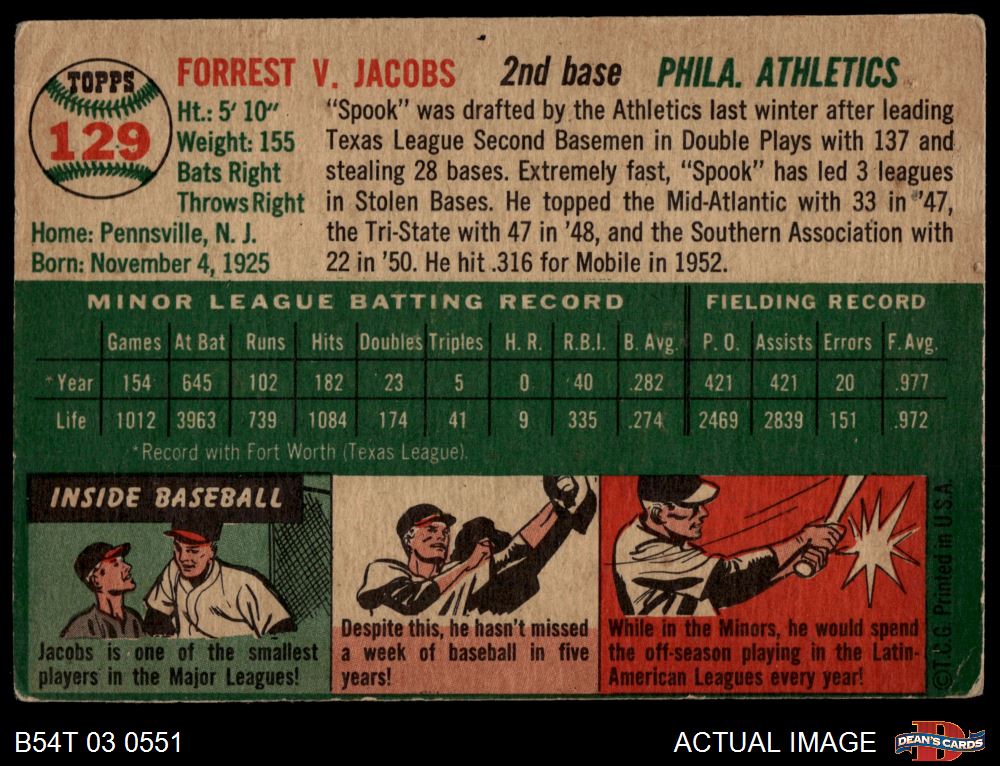 TOPPS
129
FORREST V. JACOBS 2nd base PHILA. ATHLETICS
Ht.: 5' 10"
Weight: 155
Bats Right
Throws Right
Home: Pennsville, N. J.
Born: November 4, 1925
"Spook" was drafted by the Athletics last winter after leading
Texas League Second Basemen in Double Plays with 137 and
stealing 28 bases. Extremely fast, "Spook" has led 3 leagues
in Stolen Bases. He topped the Mid-Atlantic with 33 in '47,
the Tri-State with 47 in '48, and the Southern Association with
22 in '50. He hit .316 for Mobile in 1952.
MINOR LEAGUE BATTING RECORD FIELDING RECORD
Games At Bat Runs Hits Doubles Triples H. R. R.B.I. B. Avg. P. O. Assists Errors F. Avg.
*Year 154 645 102 182 23 5 0 40 .282 421 421 20 .977
Life 1012 3963 739 1084 174 41 9 335 .274 2469 2839 151 .972
*Record with Fort Worth (Texas League).
INSIDE BASEBALL
Jacobs is one of the smallest
players in the Major Leagues!
Despite this, he hasn't missed
a week of baseball in five
years!
While in the Minors, he would spend
the off-season playing in the Latin-
American Leagues every year!
©T.C.G. Printed in U.S.A.
B54T 03 0551
ACTUAL IMAGE
D
DEAN'S CARDS